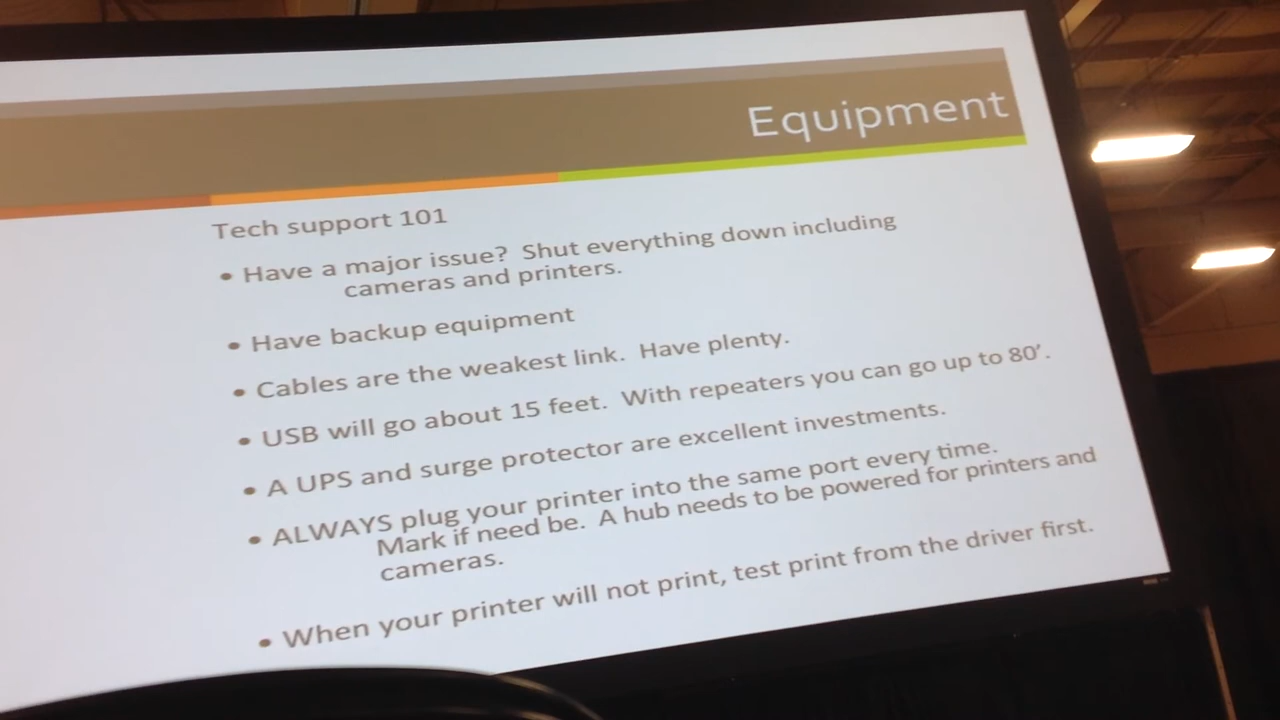 Equipment
Tech support 101
• Have a major issue?  Shut everything down including
cameras and printers.
• Have backup equipment
• Cables are the weakest link.  Have plenty.
• USB will go about 15 feet.  With repeaters you can go up to 80’.
• A UPS and surge protector are excellent investments.
• ALWAYS plug your printer into the same port every time.
Mark if need be.  A hub needs to be powered for printers and
cameras.
• When your printer will not print, test print from the driver first.